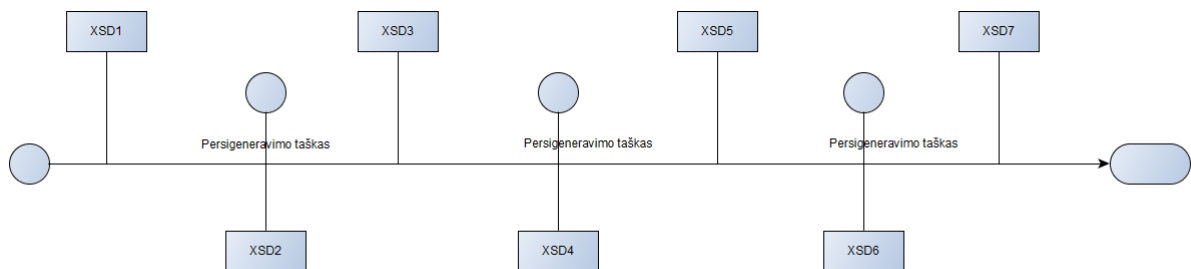 XSD1
XSD3
XSD5
XSD7
Persigeneravimo taškas
Persigeneravimo taškas
Persigeneravimo taškas
XSD2
XSD4
XSD6